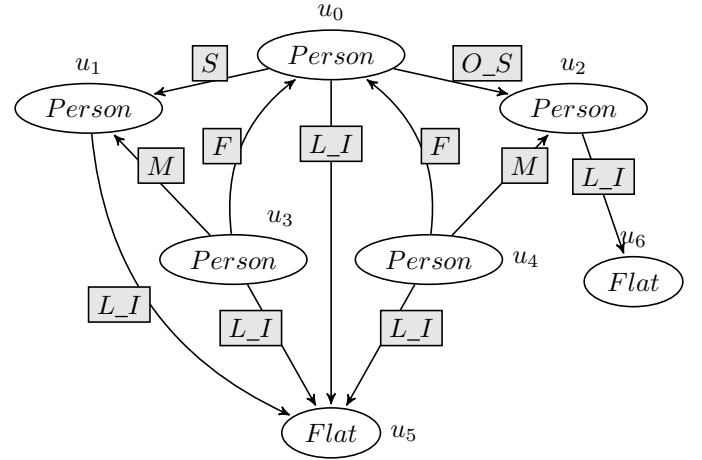 u0
Person
u1
S
O_S
u2
Person
Person
F
L_I
F
M
M
L_I
u3
u6
Person
Person
u4
Flat
L_I
L_I
L_I
Flat
u5